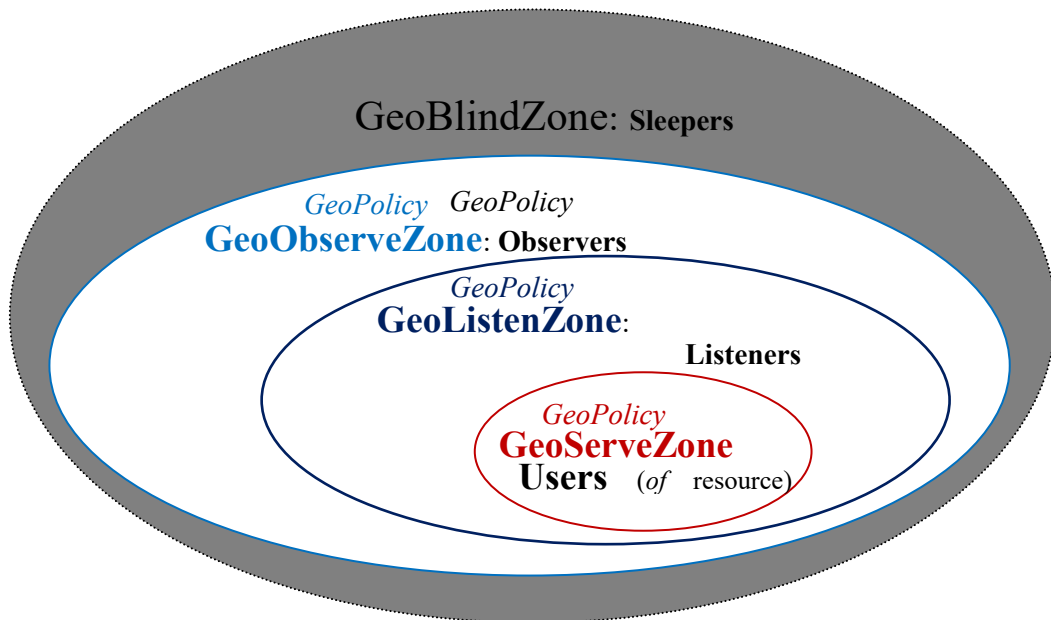 GeoBlindZone: Sleepers
GeoPolicy GeoPolicy
GeoObserveZone: Observers
GeoPolicy
GeoListenZone:
Listeners
GeoPolicy
GeoServeZone
Users (of resource)